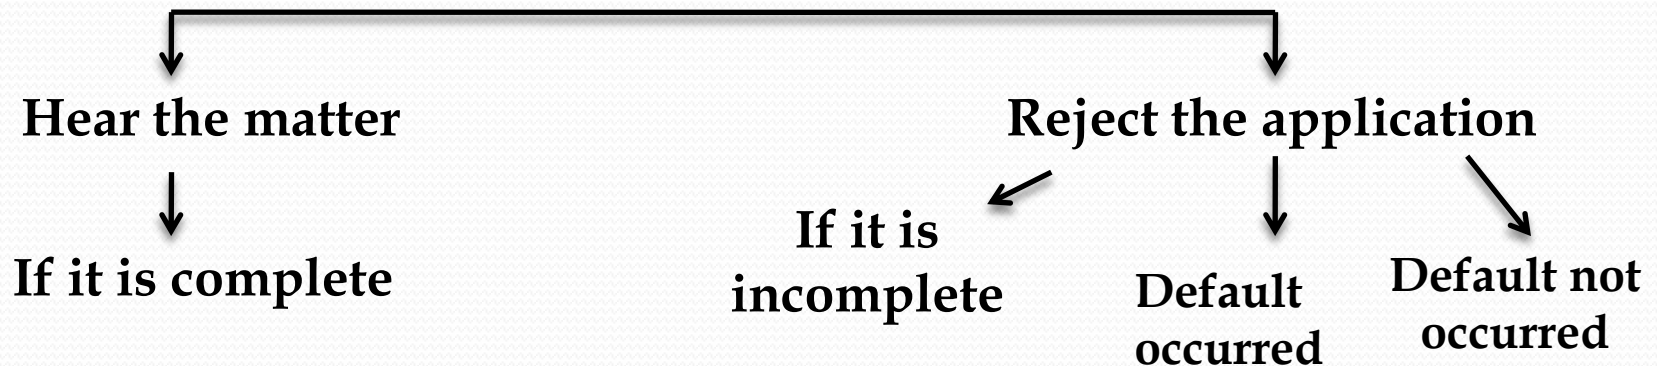 Hear the matter
Reject the application
If it is complete
If it is
incomplete
Default
occurred
Default not
occurred